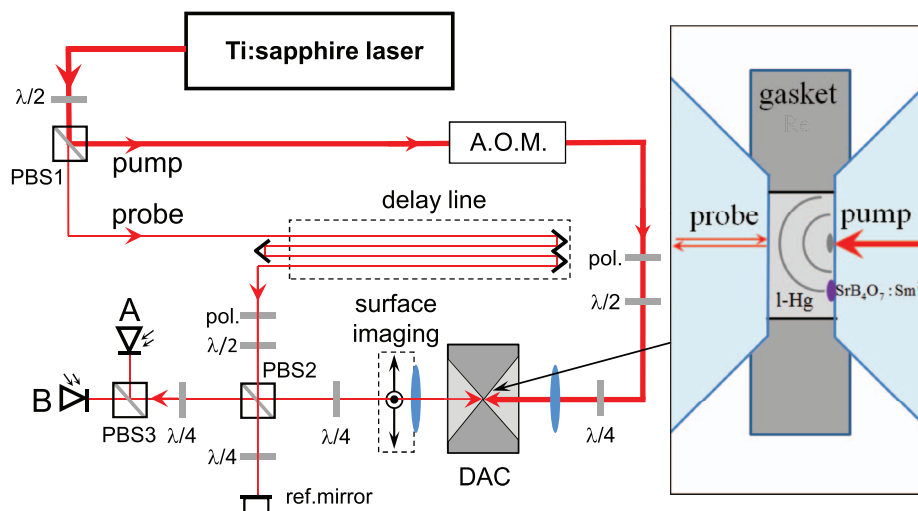 Ti:sapphire laser
λ/2
PBS1
pump
A.O.M.
probe
delay line
pol.
λ/2
pol.
λ/2
surface
imaging
A
B
PBS2
PBS3
λ/4
λ/4
λ/4
λ/4
DAC
ref.mirror
gasket
Re
probe
pump
l-Hg
SrB₄O₇:Sm